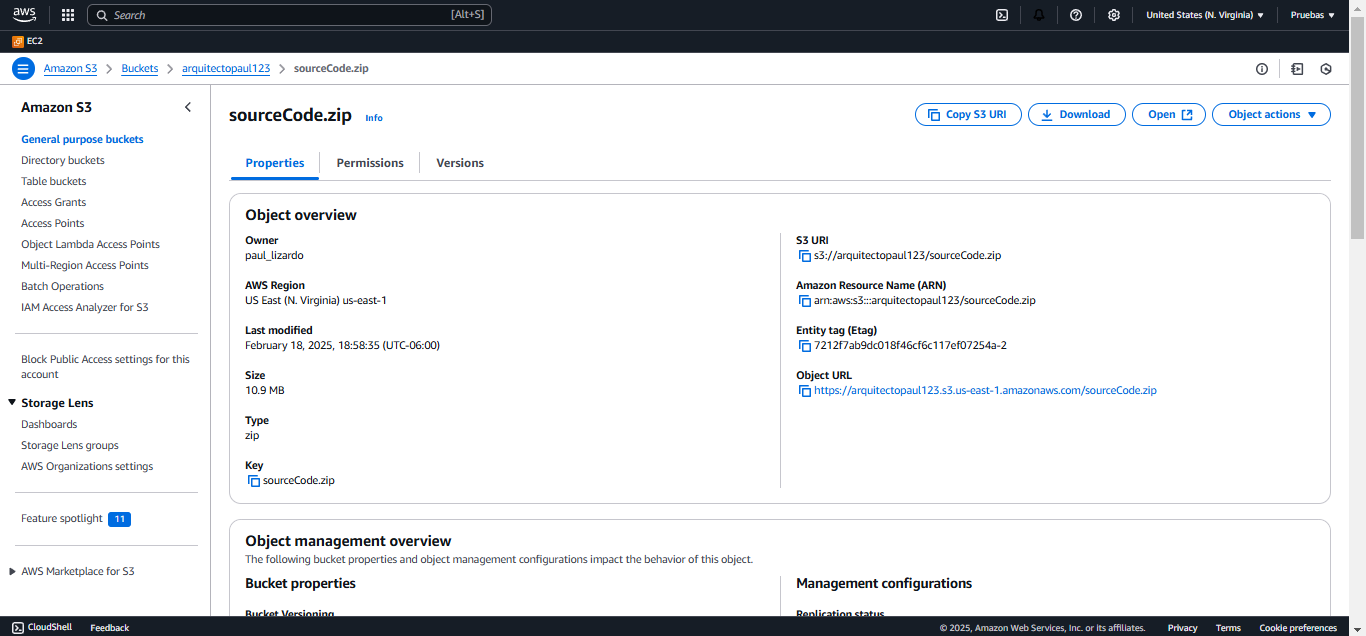 aws
Search [Alt+S]
United States (N. Virginia) Pruebas
EC2
Amazon S3 Buckets arquitectopaul123 sourceCode.zip
Amazon S3
General purpose buckets
Directory buckets
Table buckets
Access Grants
Access Points
Object Lambda Access Points
Multi-Region Access Points
Batch Operations
IAM Access Analyzer for S3
Block Public Access settings for this
account
Storage Lens
Dashboards
Storage Lens groups
AWS Organizations settings
Feature spotlight 11
AWS Marketplace for S3
sourceCode.zip Info
Copy S3 URI Download Open Object actions
Properties Permissions Versions
Object overview
Owner
paul_lizardo
AWS Region
US East (N. Virginia) us-east-1
Last modified
February 18, 2025, 18:58:35 (UTC-06:00)
Size
10.9 MB
Type
zip
Key
sourceCode.zip
S3 URI
s3://arquitectopaul123/sourceCode.zip
Amazon Resource Name (ARN)
arn:aws:s3:::arquitectopaul123/sourceCode.zip
Entity tag (Etag)
7212f7ab9dc018f46cf6c117ef07254a-2
Object URL
https://arquitectopaul123.s3.us-east-1.amazonaws.com/sourceCode.zip
Object management overview
The following bucket properties and object management configurations impact the behavior of this object.
Bucket properties
Bucket Versioning
Management configurations
Replication status
CloudShell Feedback
© 2025, Amazon Web Services, Inc. or its affiliates. Privacy Terms Cookie preferences